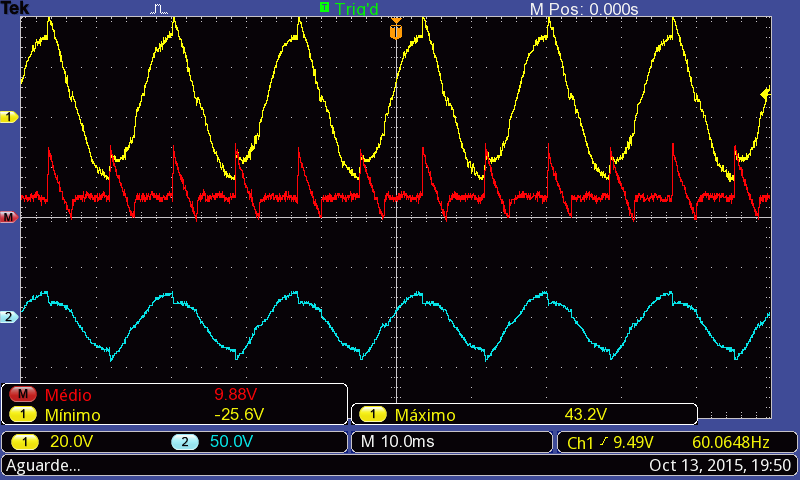 Tek T Trig'd M Pos: 0.000s
T
1
M
2
M Médio 9.88V
1 Mínimo -25.6V 1 Máximo 43.2V
1 20.0V 2 50.0V M 10.0ms Ch1 9.49V 60.0648Hz
Aguarde... Oct 13, 2015, 19:50